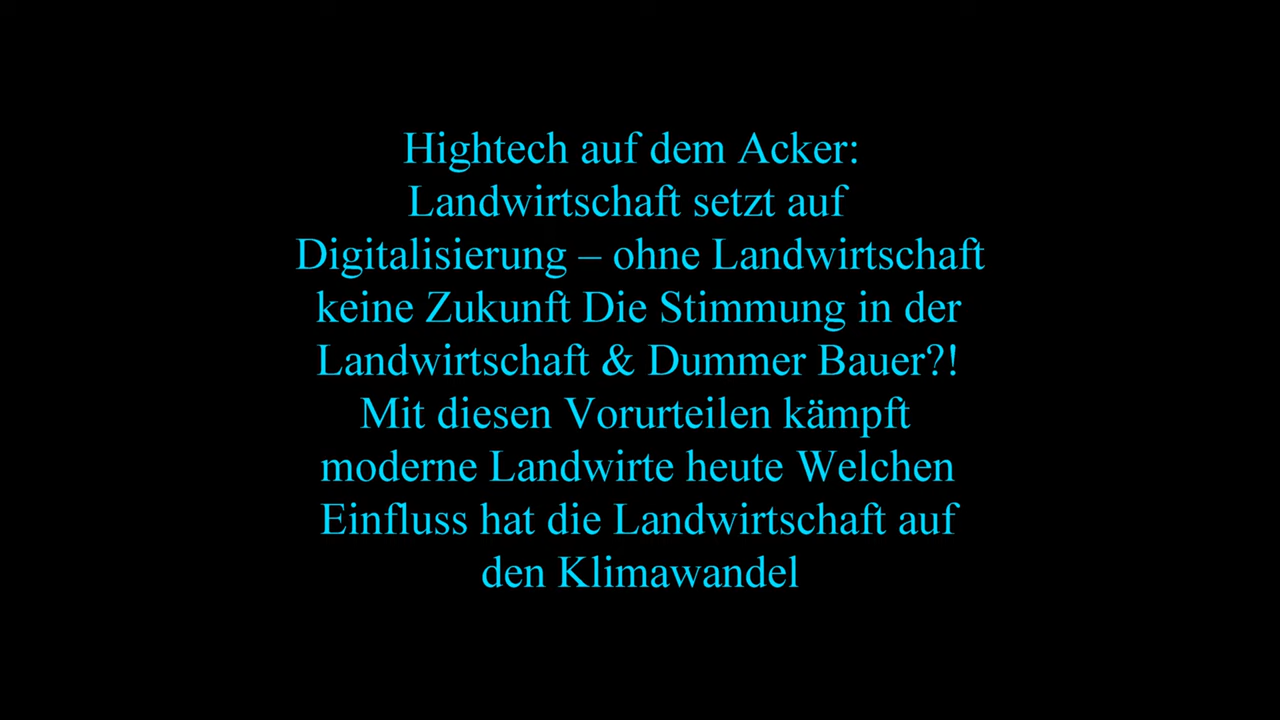 Hightech auf dem Acker:
Landwirtschaft setzt auf
Digitalisierung – ohne Landwirtschaft
keine Zukunft Die Stimmung in der
Landwirtschaft & Dummer Bauer?!
Mit diesen Vorurteilen kämpft
moderne Landwirte heute Welchen
Einfluss hat die Landwirtschaft auf
den Klimawandel